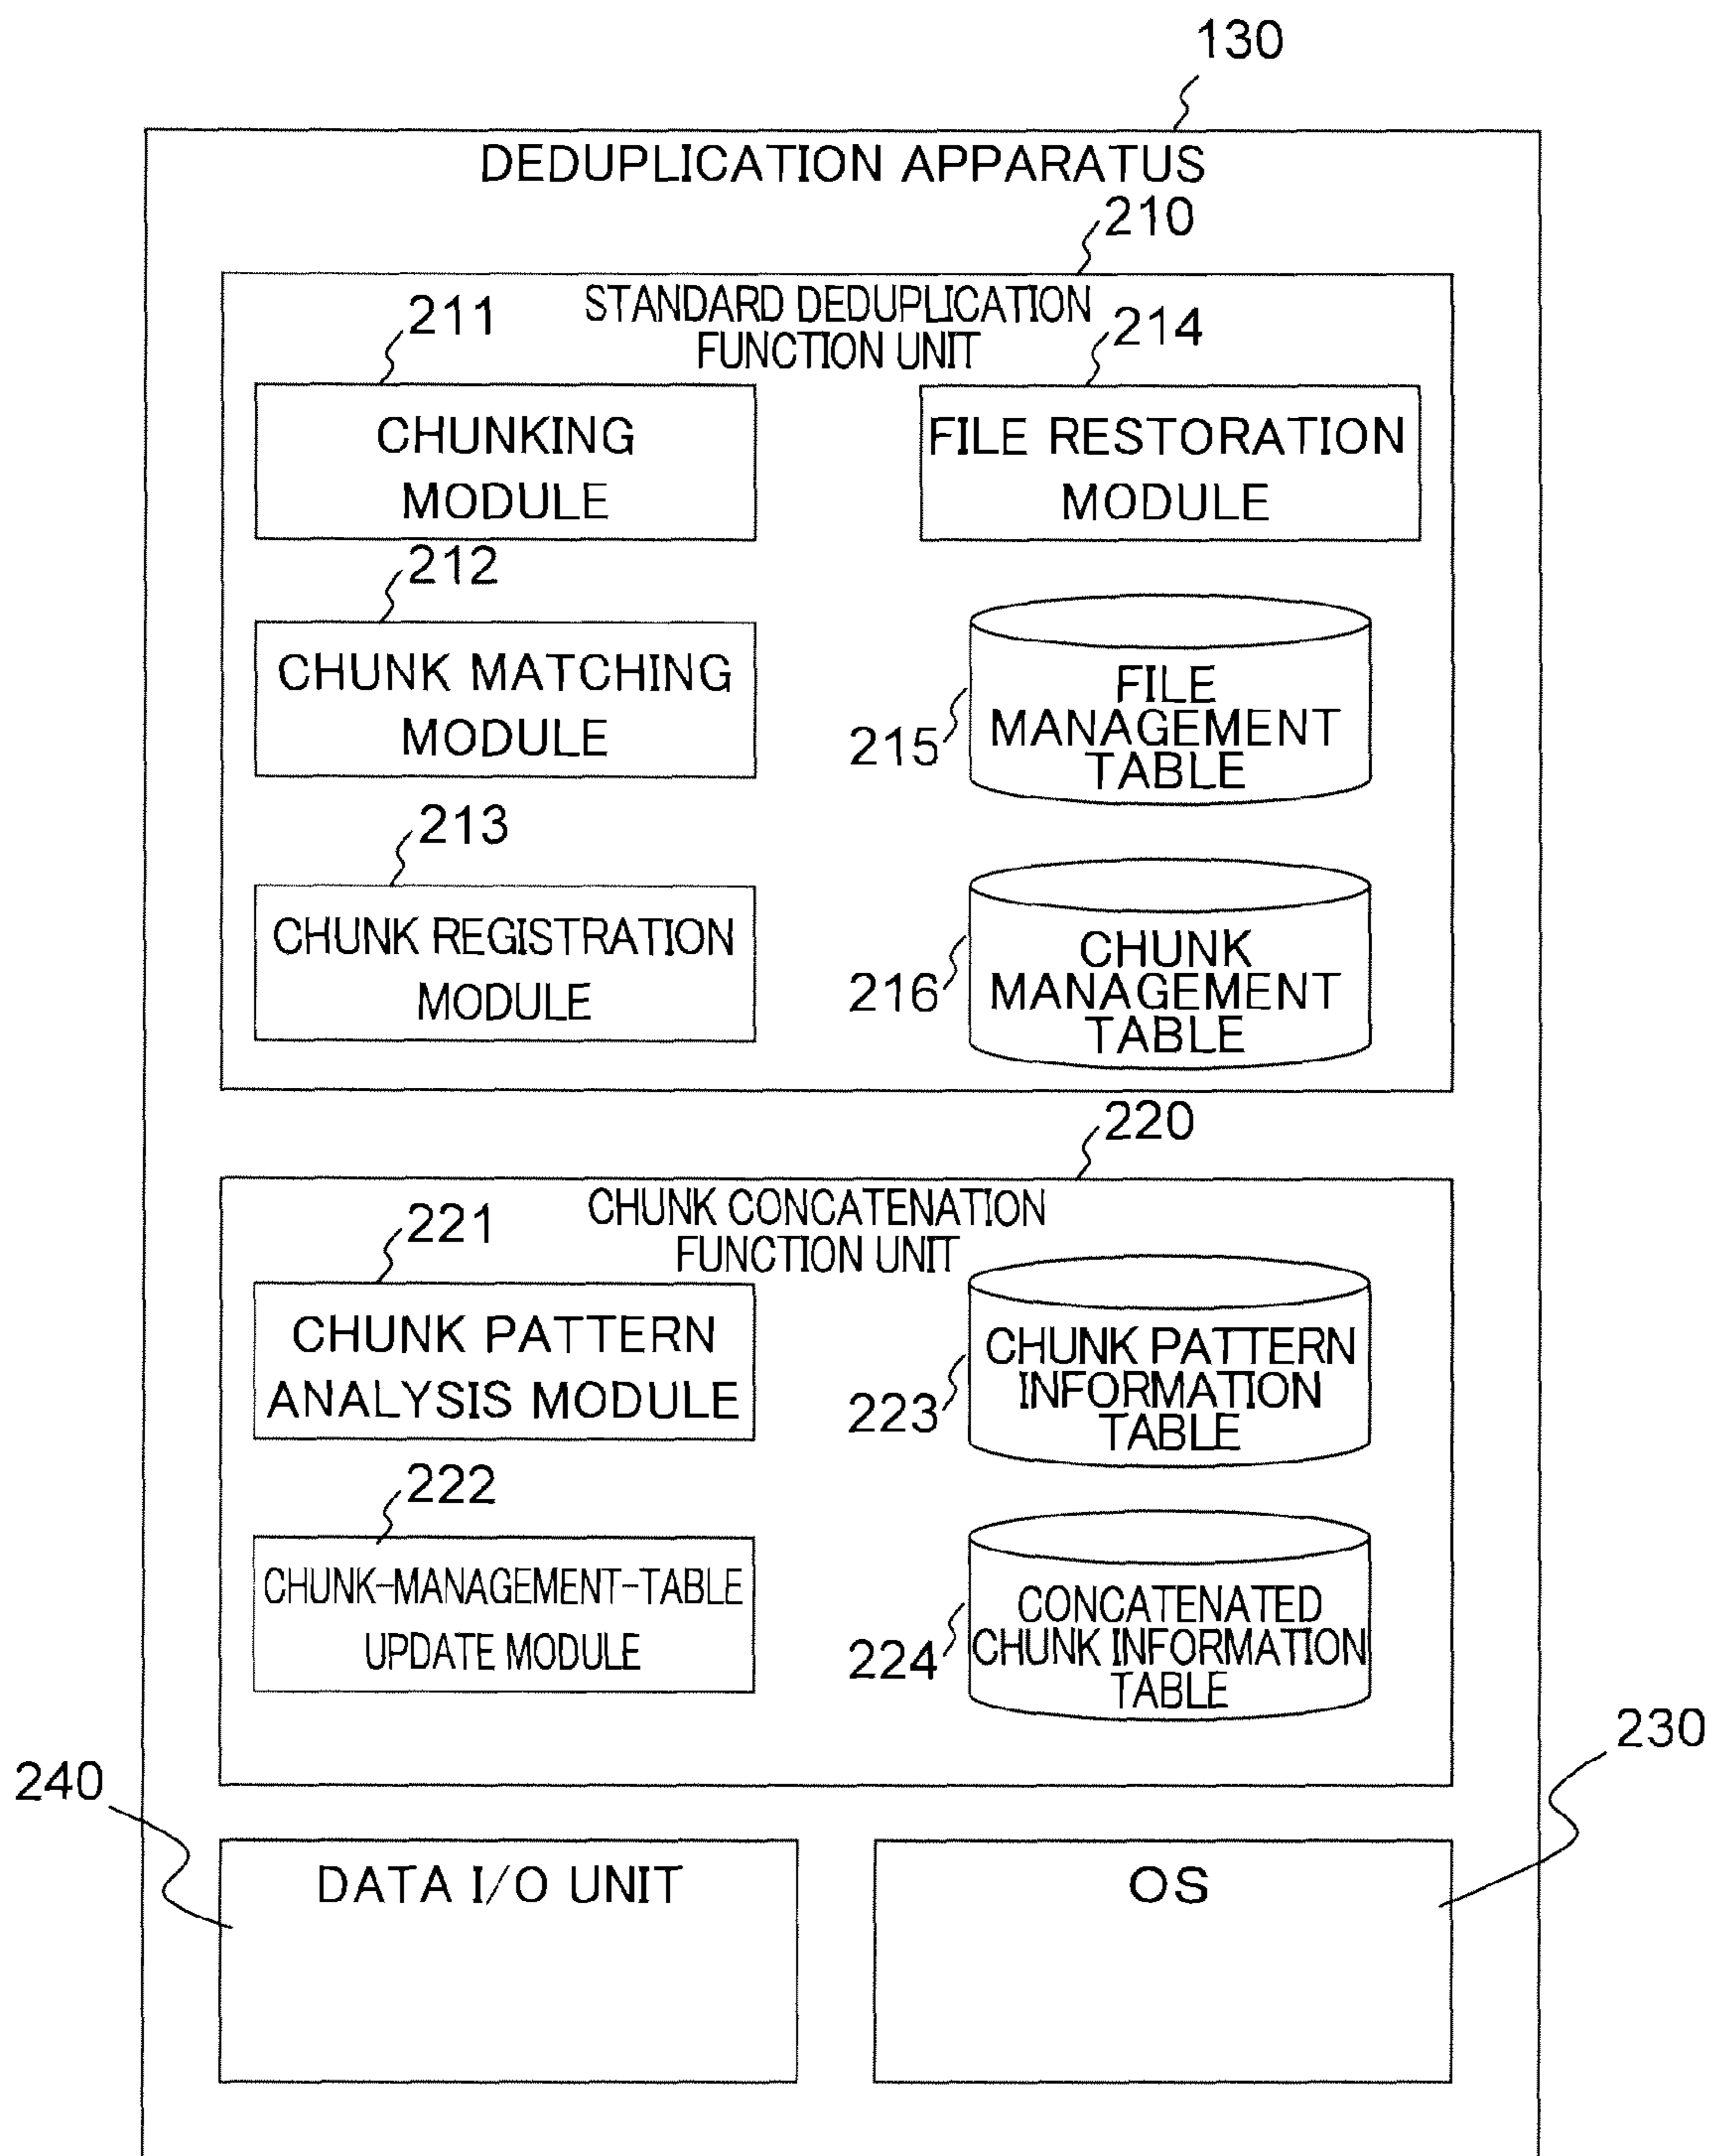 130
DEDUPLICATION APPARATUS
210
STANDARD DEDUPLICATION
FUNCTION UNIT
211
CHUNKING
MODULE
214
FILE RESTORATION
MODULE
212
CHUNK MATCHING
MODULE
215
FILE
MANAGEMENT
TABLE
213
CHUNK REGISTRATION
MODULE
216
CHUNK
MANAGEMENT
TABLE
220
CHUNK CONCATENATION
FUNCTION UNIT
221
CHUNK PATTERN
ANALYSIS MODULE
223
CHUNK PATTERN
INFORMATION
TABLE
222
CHUNK-MANAGEMENT-TABLE
UPDATE MODULE
224
CONCATENATED
CHUNK INFORMATION
TABLE
240
DATA I/O UNIT
230
OS